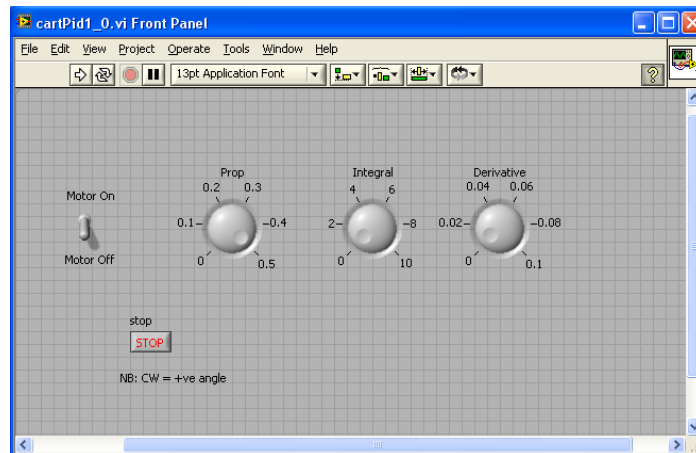 cartPid1_0.vi Front Panel
File Edit View Project Operate Tools Window Help
13pt Application Font
Prop Integral Derivative
0.2 0.3 4 6 0.04 0.06
Motor On
0.1 0.4 2 8 0.02 0.08
Motor Off
0 0.5 0 10 0 0.1
stop
STOP
NB: CW = +ve angle